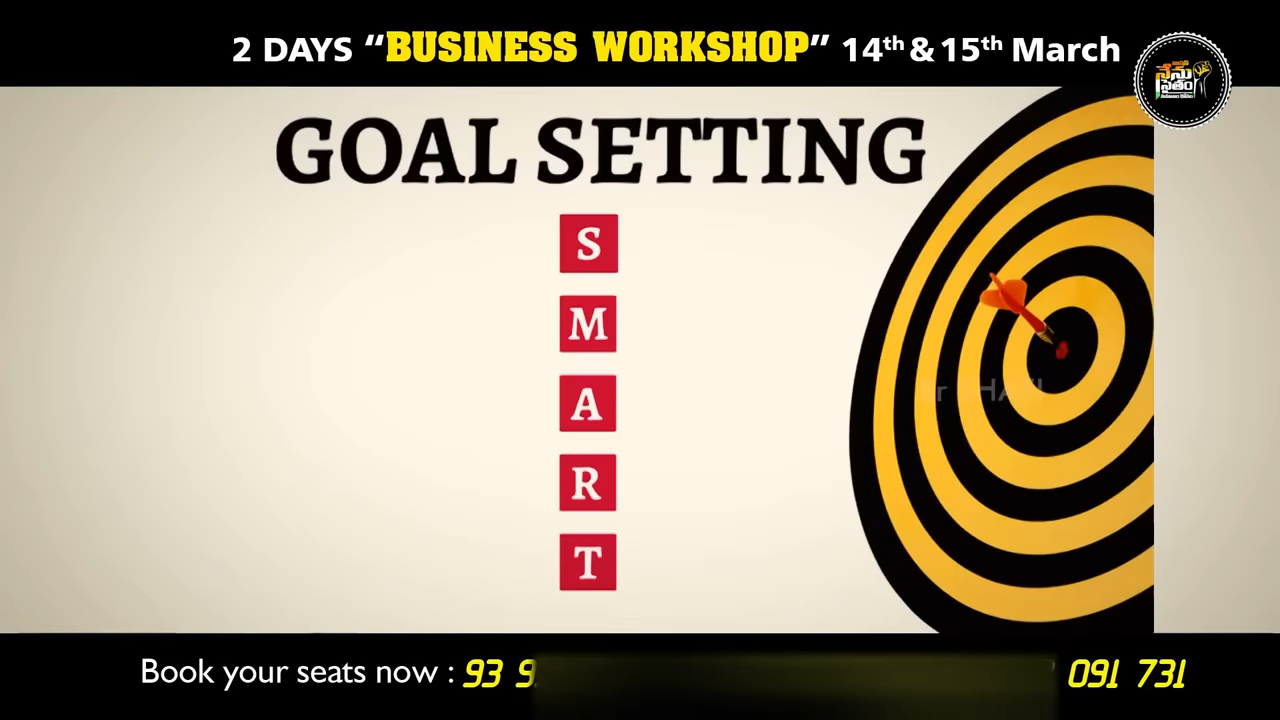 2 DAYS “BUSINESS WORKSHOP” 14th & 15th March
నేను
సైతం
GOAL SETTING
S
M
A
R
T
Book your seats now : 93 9 091 731